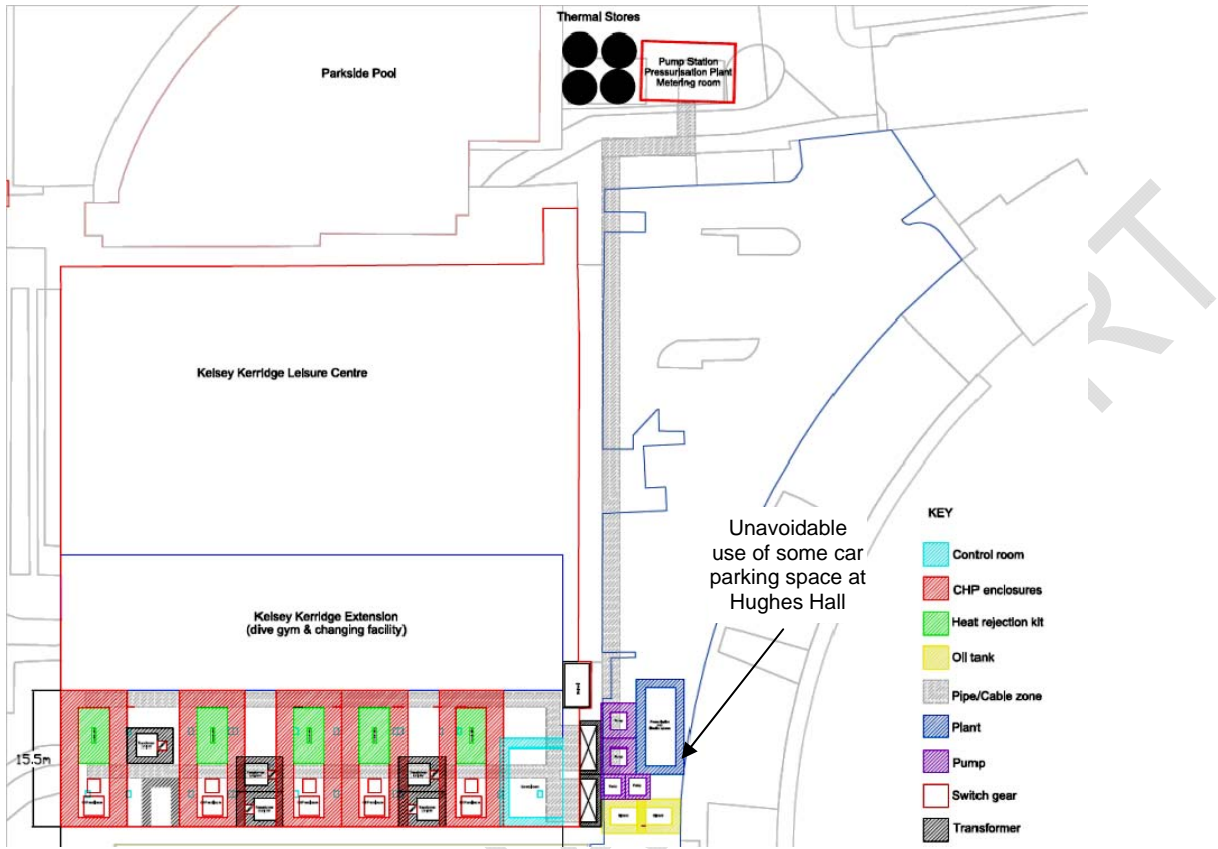 Thermal Stores
Pump Station
Pressurisation Plant
Metering room
Parkside Pool
Kelsey Kerridge Leisure Centre
Unavoidable
use of some car
parking space at
Hughes Hall
Kelsey Kerridge Extension
(dive gym & changing facility)
15.5m
KEY
Control room
CHP enclosures
Heat rejection kit
Oil tank
Pipe/Cable zone
Plant
Pump
Switch gear
Transformer
RT